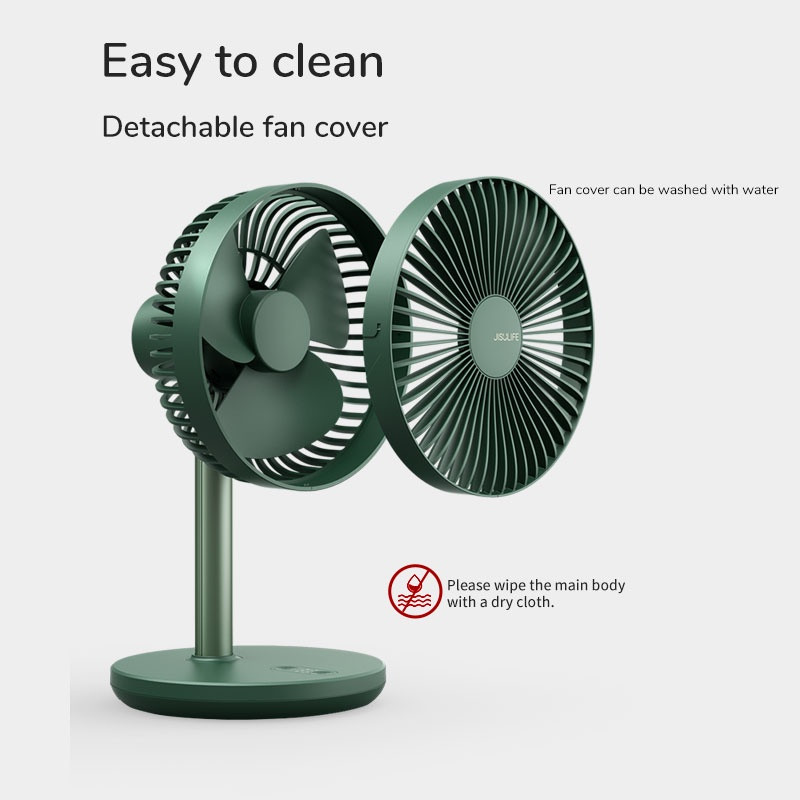 Easy to clean
Detachable fan cover
Fan cover can be washed with water
JISULIFE
Please wipe the main body
with a dry cloth.